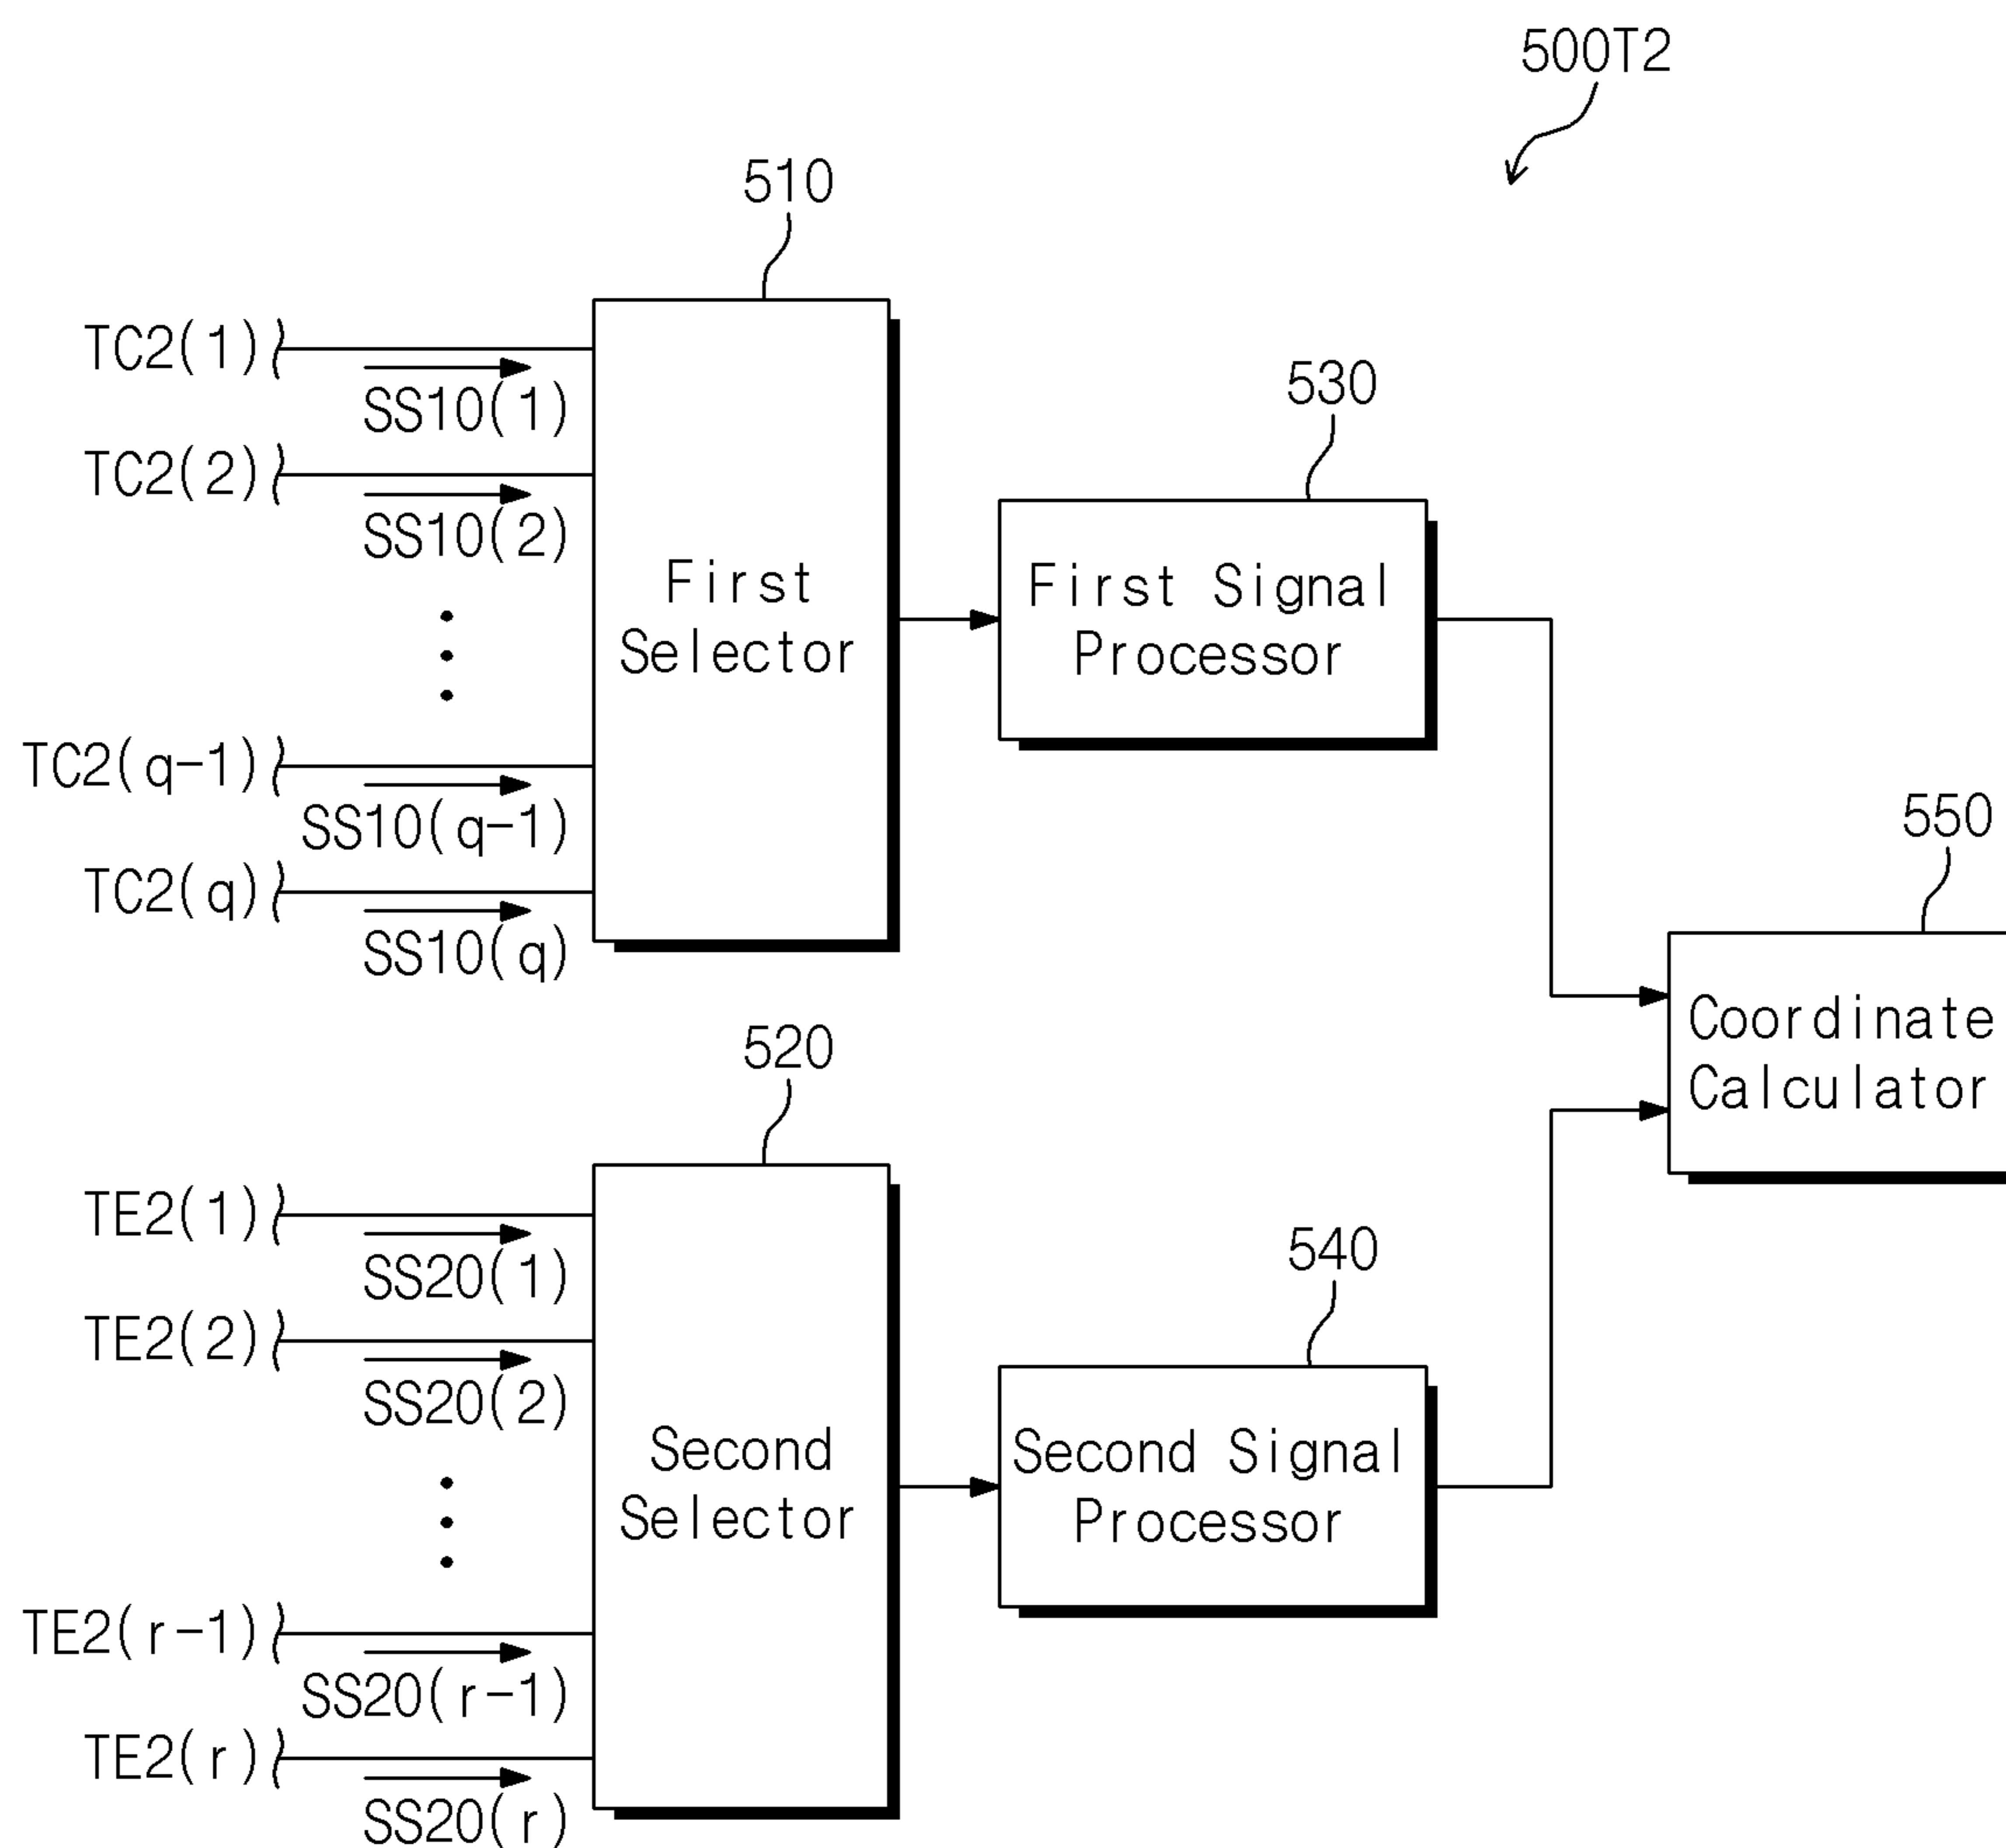 500T2
510
TC2(1)
SS10(1)
TC2(2)
SS10(2)
TC2(q-1)
SS10(q-1)
TC2(q)
SS10(q)
First
Selector
530
First Signal
Processor
550
Coordinate
Calculator
520
TE2(1)
SS20(1)
TE2(2)
SS20(2)
TE2(r-1)
SS20(r-1)
TE2(r)
SS20(r)
Second
Selector
540
Second Signal
Processor